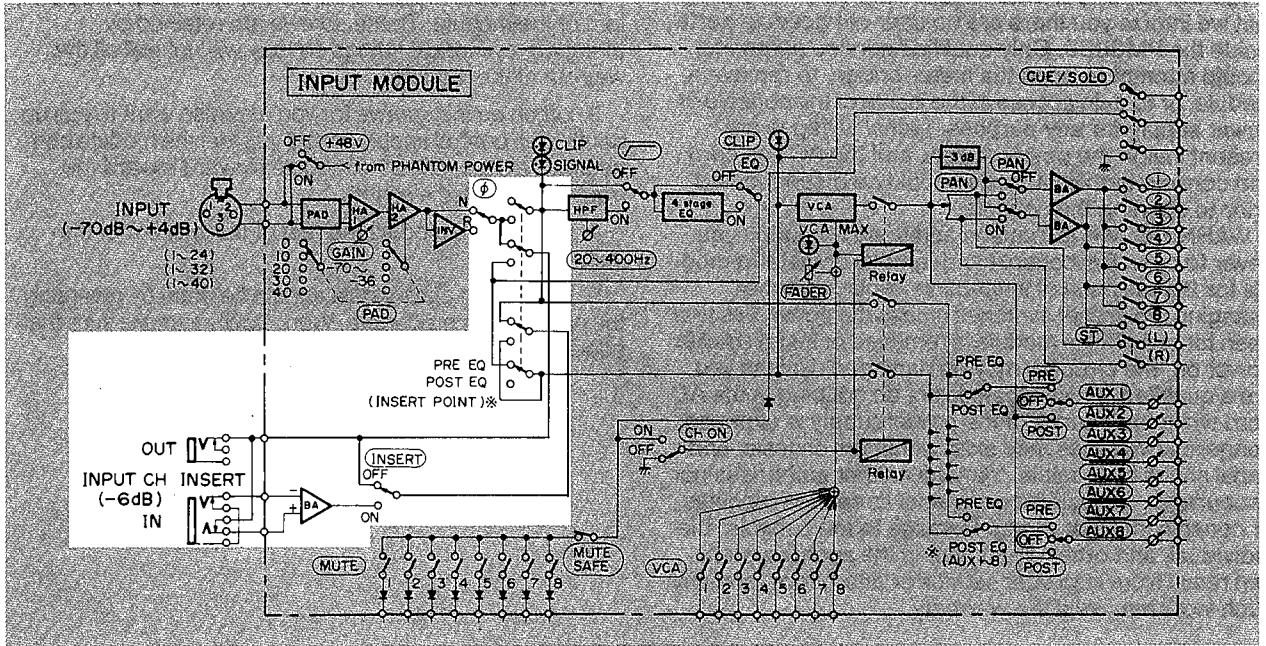 INPUT MODULE
CUE/SOLO
OFF +48V
from PHANTOM POWER
ON
CLIP
SIGNAL
CLIP
EQ
OFF
OFF
-3dB
PAN
OFF
ON
PAN
INPUT
(-70dB~+4dB)
(1~24)
(1~32)
(1~40)
3
PAD
HA
HA
2
INV
N
R
φ
HPF
ON
4 stage
EQ
ON
VCA
VCA MAX
BA
BA
1
2
3
4
5
6
7
8
0
10
20
30
40
GAIN
-70~
-36
PAD
20~400Hz
FADER
Relay
ST
(L)
(R)
PRE EQ
POST EQ
(INSERT POINT)※
PRE EQ
POST EQ
PRE
OFF
POST
AUX 1
AUX2
AUX3
AUX4
AUX5
AUX6
AUX7
AUX8
OUT
INPUT CH INSERT
(-6dB)
IN
BA
- 
+
INSERT
OFF
ON
ON
OFF
CH ON
Relay
PRE EQ
※ POST EQ
(AUX1~8)
PRE
OFF
POST
MUTE
1 2 3 4 5 6 7 8
MUTE
SAFE
VCA
1 2 3 4 5 6 7 8